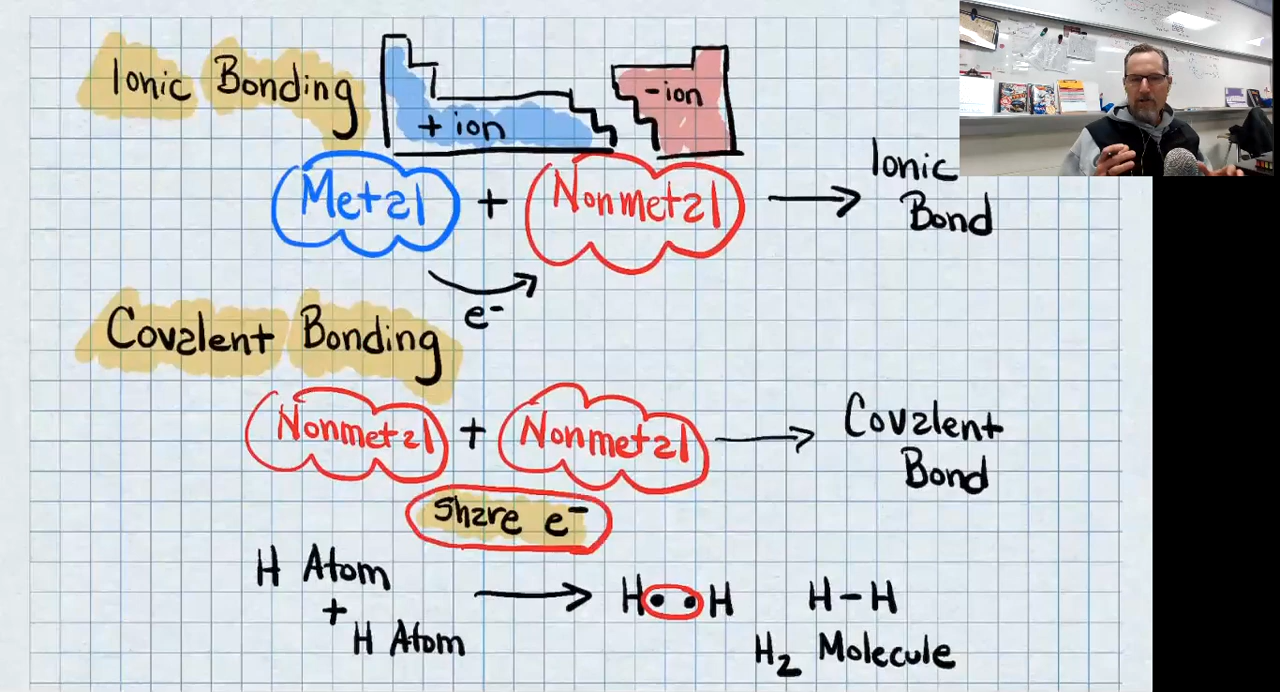 Ionic Bonding
+ ion
- ion
Metal + Nonmetal → Ionic Bond
e⁻
Covalent Bonding
Nonmetal + Nonmetal → Covalent Bond
share e⁻
H Atom
+
H Atom
→ H••H
H-H
H₂ Molecule